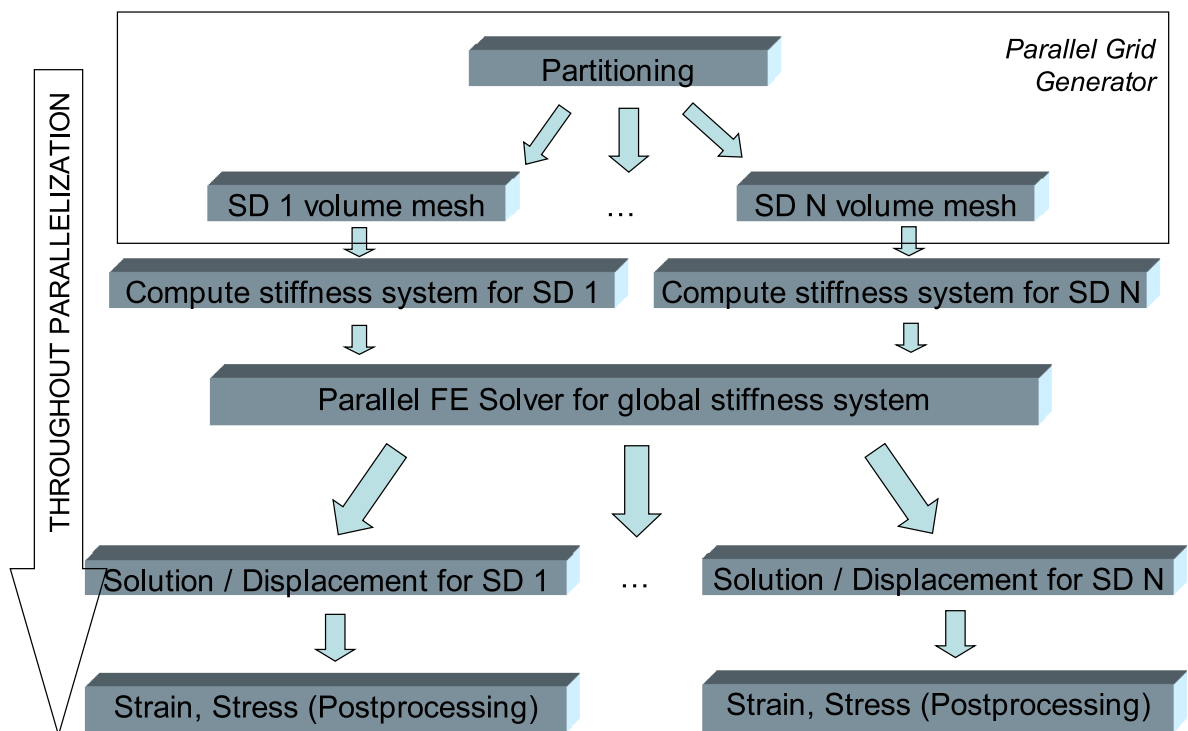 Parallel Grid
Generator
Partitioning
THROUGHOUT PARALLELIZATION
SD 1 volume mesh
...
SD N volume mesh
Compute stiffness system for SD 1
Compute stiffness system for SD N
Parallel FE Solver for global stiffness system
Solution / Displacement for SD 1
...
Solution / Displacement for SD N
Strain, Stress (Postprocessing)
Strain, Stress (Postprocessing)